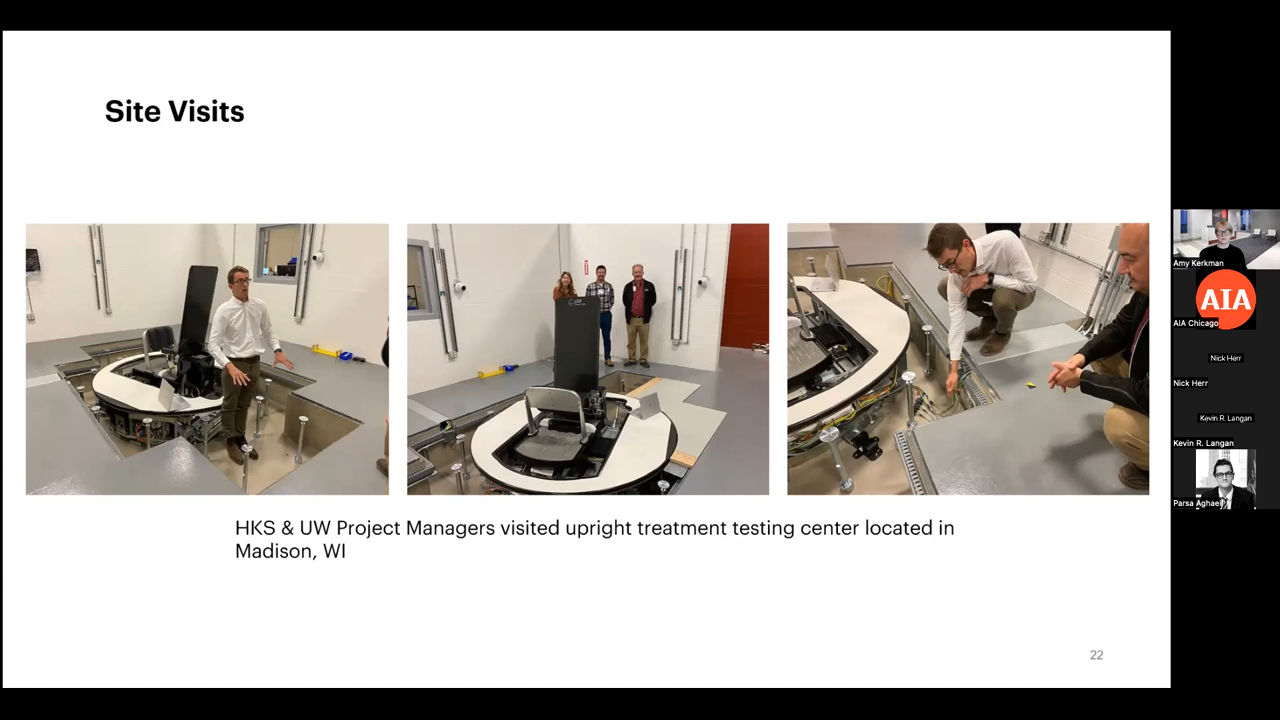 Site Visits
HKS & UW Project Managers visited upright treatment testing center located in
Madison, WI
22
Amy Kerkman
AIA
AIA Chicago
Nick Herr
Nick Herr
Kevin R. Langan
Kevin R. Langan
Parsa Aghaei